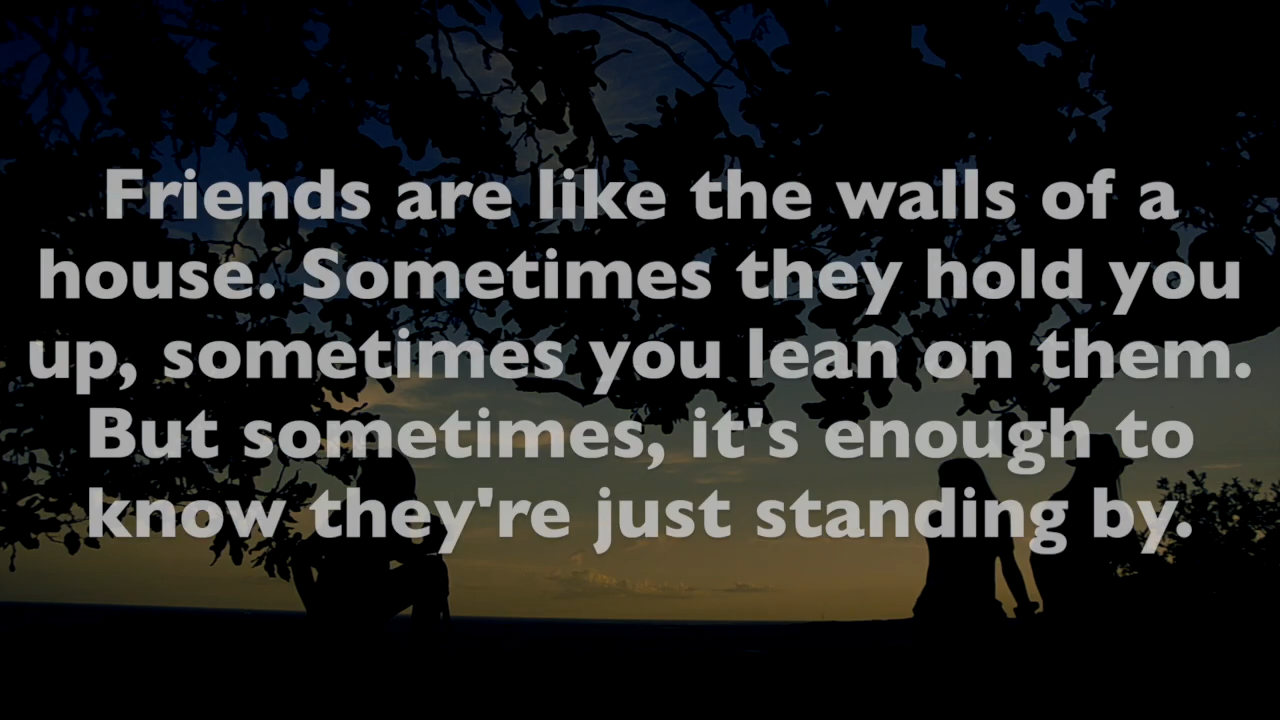 Friends are like the walls of a
house. Sometimes they hold you
up, sometimes you lean on them.
But sometimes, it's enough to
know they're just standing by.